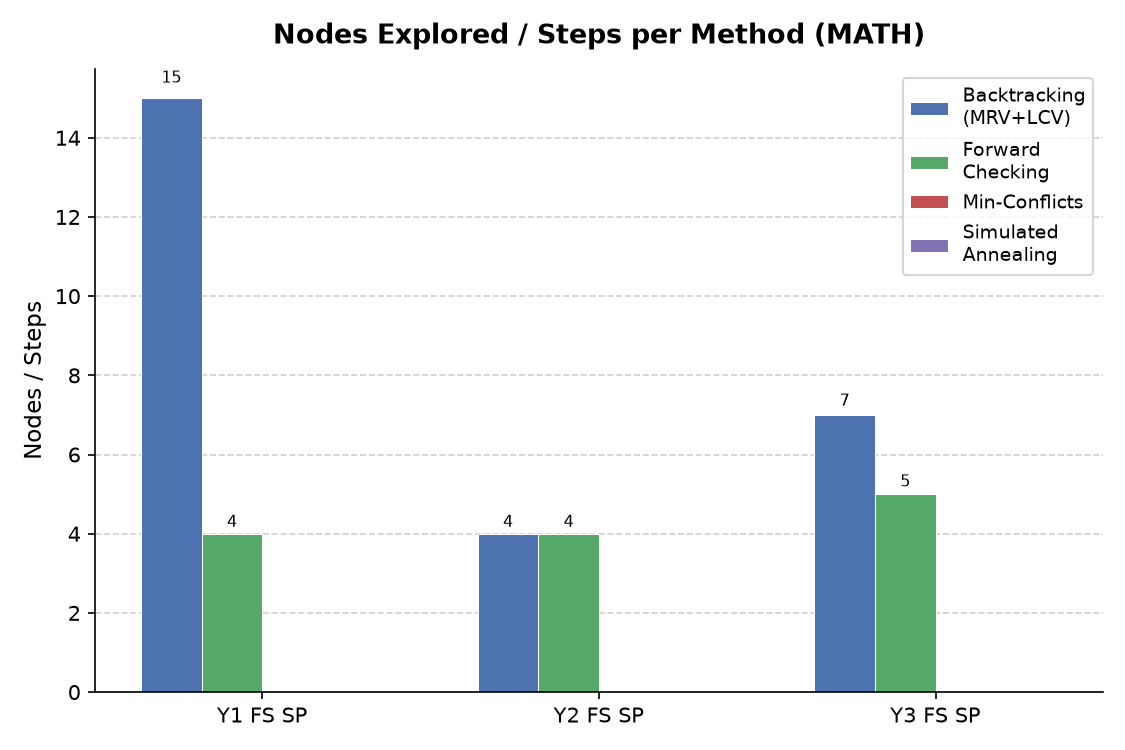 Nodes Explored / Steps per Method (MATH)
Nodes / Steps
0
2
4
6
8
10
12
14
15
4
4
4
7
5
Y1 FS SP
Y2 FS SP
Y3 FS SP
Backtracking
(MRV+LCV)
Forward
Checking
Min-Conflicts
Simulated
Annealing